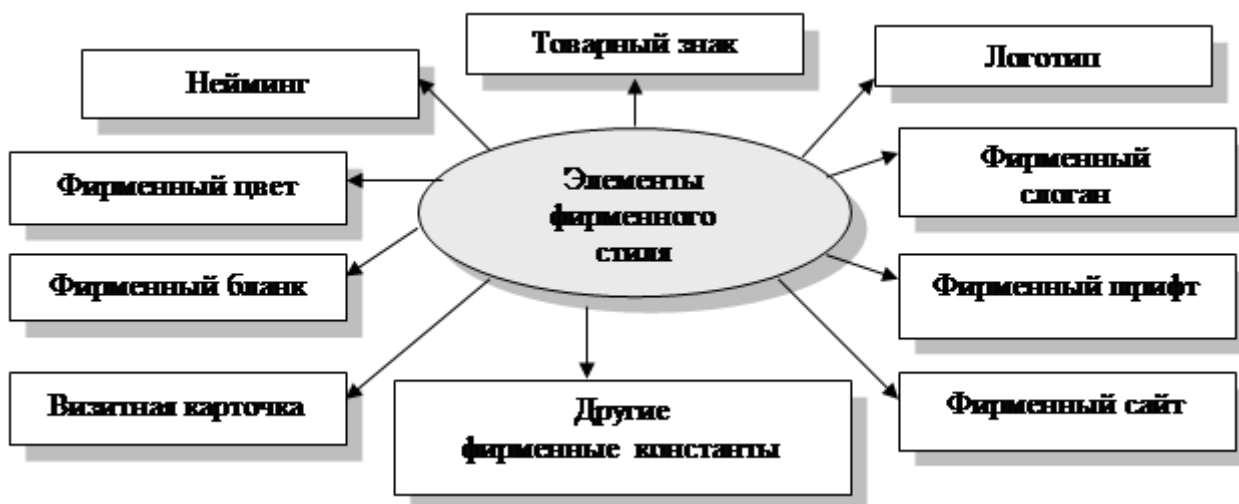 Товарный знак
Логотип
Нейминг
Фирменный
слоган
Фирменный цвет
Элементы
фирменного
стиля
Фирменный бланк
Фирменный шрифт
Визитная карточка
Другие
фирменные константы
Фирменный сайт